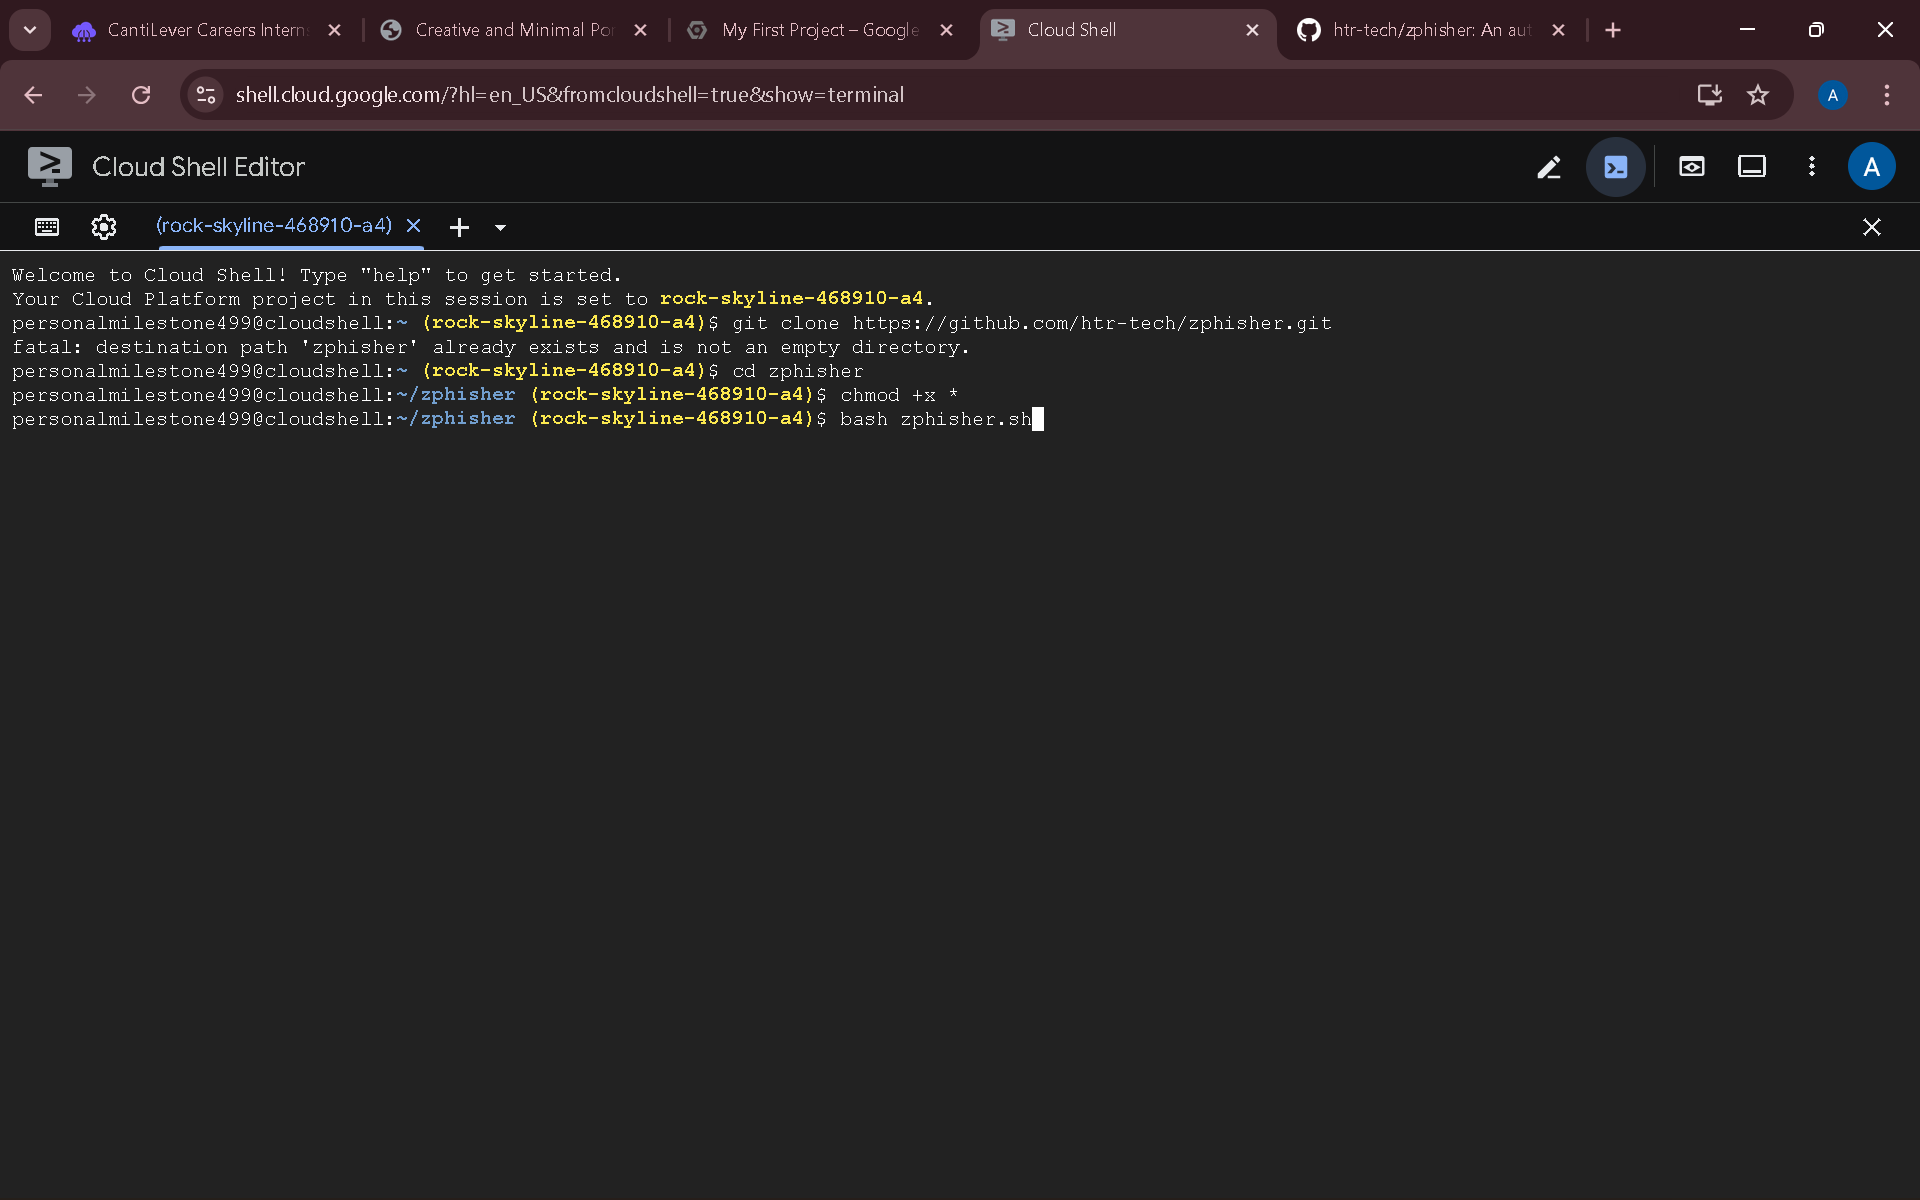 CantiLever Careers Intern
Creative and Minimal Por
My First Project – Google
Cloud Shell
htr-tech/zphisher: An aut
shell.cloud.google.com/?hl=en_US&fromcloudshell=true&show=terminal
A
Cloud Shell Editor
A
(rock-skyline-468910-a4)
Welcome to Cloud Shell! Type "help" to get started.
Your Cloud Platform project in this session is set to rock-skyline-468910-a4.
personalmilestone499@cloudshell:~ (rock-skyline-468910-a4)$ git clone https://github.com/htr-tech/zphisher.git
fatal: destination path 'zphisher' already exists and is not an empty directory.
personalmilestone499@cloudshell:~ (rock-skyline-468910-a4)$ cd zphisher
personalmilestone499@cloudshell:~/zphisher (rock-skyline-468910-a4)$ chmod +x *
personalmilestone499@cloudshell:~/zphisher (rock-skyline-468910-a4)$ bash zphisher.sh